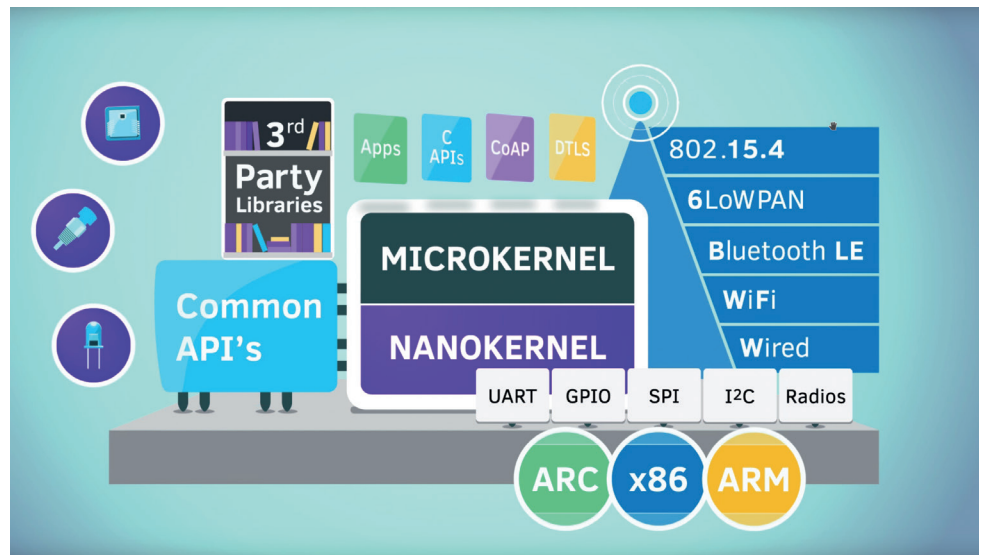 3rd
Party
Libraries
Apps
C
APIs
CoAP
DTLS
802.15.4
6LoWPAN
Bluetooth LE
WiFi
Wired
MICROKERNEL
NANOKERNEL
Common
API's
UART
GPIO
SPI
I2C
Radios
ARC
x86
ARM